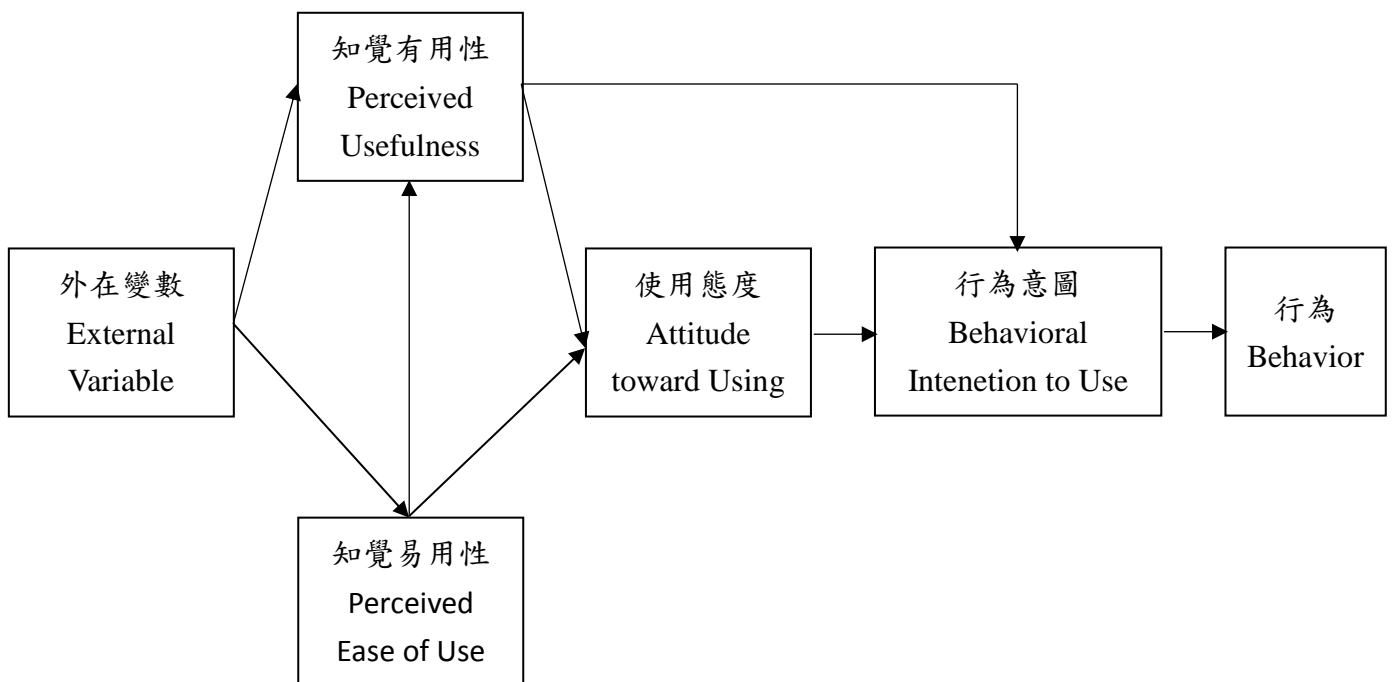 知覺有用性
Perceived
Usefulness
外在變數
External
Variable
使用態度
Attitude
toward Using
行為意圖
Behavioral
Intenetion to Use
行為
Behavior
知覺易用性
Perceived
Ease of Use